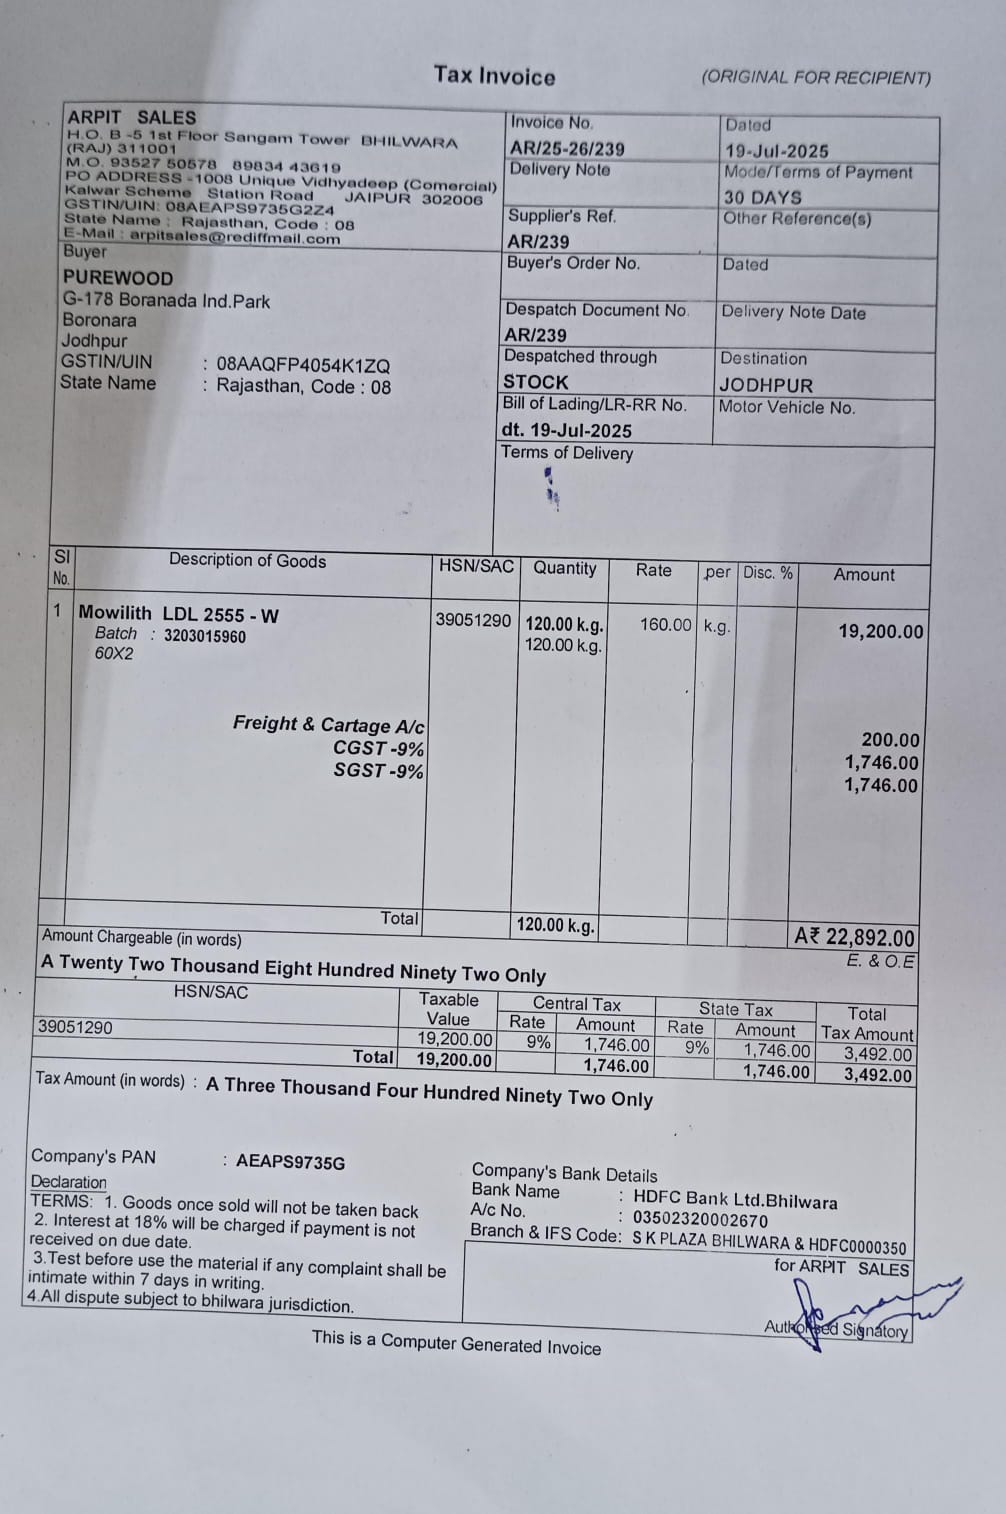 Tax Invoice
(ORIGINAL FOR RECIPIENT)
ARPIT SALES
H.O. B -5 1st Floor Sangam Tower BHILWARA
(RAJ) 311001
M.O. 93527 50578 89834 43619
PO ADDRESS -1008 Unique Vidhyadeep (Comercial)
Kalwar Scheme Station Road JAIPUR 302006
GSTIN/UIN: 08AEAPS9735G2Z4
State Name : Rajasthan, Code : 08
E-Mail : arpitsales@rediffmail.com
Invoice No.
AR/25-26/239
Dated
19-Jul-2025
Delivery Note
Mode/Terms of Payment
30 DAYS
Supplier's Ref.
AR/239
Other Reference(s)
Buyer
PUREWOOD
G-178 Boranada Ind.Park
Boronara
Jodhpur
GSTIN/UIN : 08AAQFP4054K1ZQ
State Name : Rajasthan, Code : 08
Buyer's Order No.
Dated
Despatch Document No.
AR/239
Delivery Note Date
Despatched through
STOCK
Destination
JODHPUR
Bill of Lading/LR-RR No.
dt. 19-Jul-2025
Motor Vehicle No.
Terms of Delivery
Sl No. Description of Goods HSN/SAC Quantity Rate per Disc. % Amount
1 Mowilith LDL 2555 - W 39051290 120.00 k.g. 160.00 k.g. 19,200.00
Batch : 3203015960 120.00 k.g.
60X2
Freight & Cartage A/c 200.00
CGST -9% 1,746.00
SGST -9% 1,746.00
Total 120.00 k.g. A₹ 22,892.00
Amount Chargeable (in words) E. & O.E
A Twenty Two Thousand Eight Hundred Ninety Two Only
HSN/SAC Taxable Value Central Tax State Tax Total Tax Amount
Rate Amount Rate Amount
39051290 19,200.00 9% 1,746.00 9% 1,746.00 3,492.00
Total 19,200.00 1,746.00 1,746.00 3,492.00
Tax Amount (in words) : A Three Thousand Four Hundred Ninety Two Only
Company's PAN : AEAPS9735G
Declaration
TERMS: 1. Goods once sold will not be taken back
2. Interest at 18% will be charged if payment is not
received on due date.
3.Test before use the material if any complaint shall be
intimate within 7 days in writing.
4.All dispute subject to bhilwara jurisdiction.
Company's Bank Details
Bank Name : HDFC Bank Ltd.Bhilwara
A/c No. : 03502320002670
Branch & IFS Code: S K PLAZA BHILWARA & HDFC0000350
for ARPIT SALES
Authorised Signatory
This is a Computer Generated Invoice